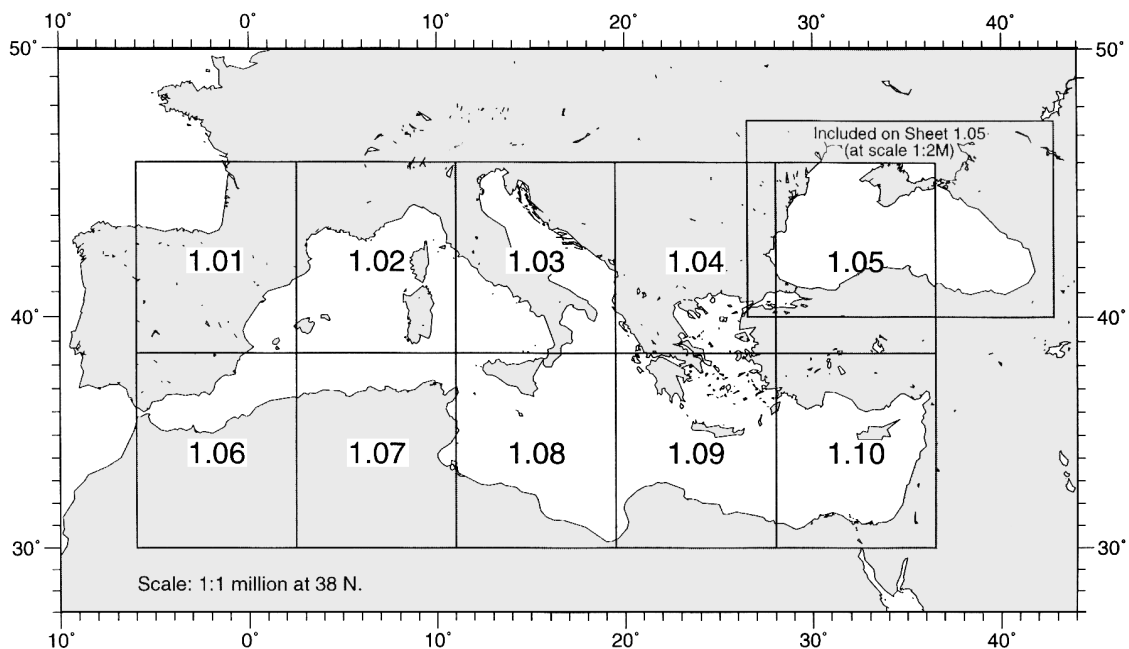 10° 0° 10° 20° 30° 40°
50° 50°
Included on Sheet 1.05
(at scale 1:2M)
1.01 1.02 1.03 1.04 1.05
40° 40°
1.06 1.07 1.08 1.09 1.10
30° 30°
Scale: 1:1 million at 38 N.
10° 0° 10° 20° 30° 40°